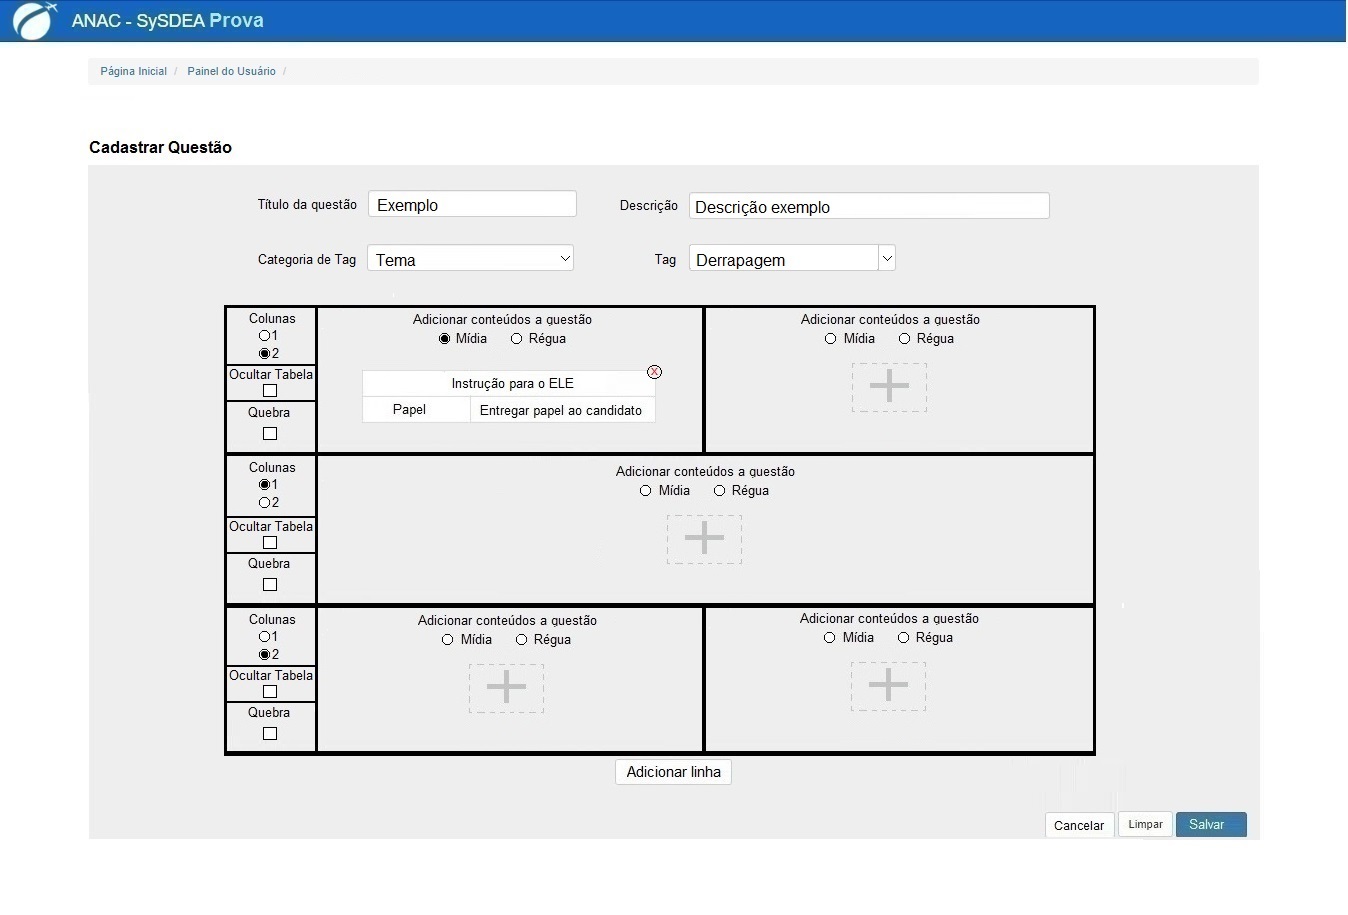 ANAC - SySDEA Prova
Página Inicial / Painel do Usuário /
Cadastrar Questão
Título da questão Exemplo Descrição Descrição exemplo
Categoria de Tag Tema Tag Derrapagem
Colunas
1
2
Ocultar Tabela
Quebra
Adicionar conteúdos a questão
Mídia Régua
Instrução para o ELE
X
Papel Entregar papel ao candidato
Adicionar conteúdos a questão
Mídia Régua
Colunas
1
2
Ocultar Tabela
Quebra
Adicionar conteúdos a questão
Mídia Régua
Colunas
1
2
Ocultar Tabela
Quebra
Adicionar conteúdos a questão
Mídia Régua
Adicionar conteúdos a questão
Mídia Régua
Adicionar linha
Cancelar Limpar Salvar